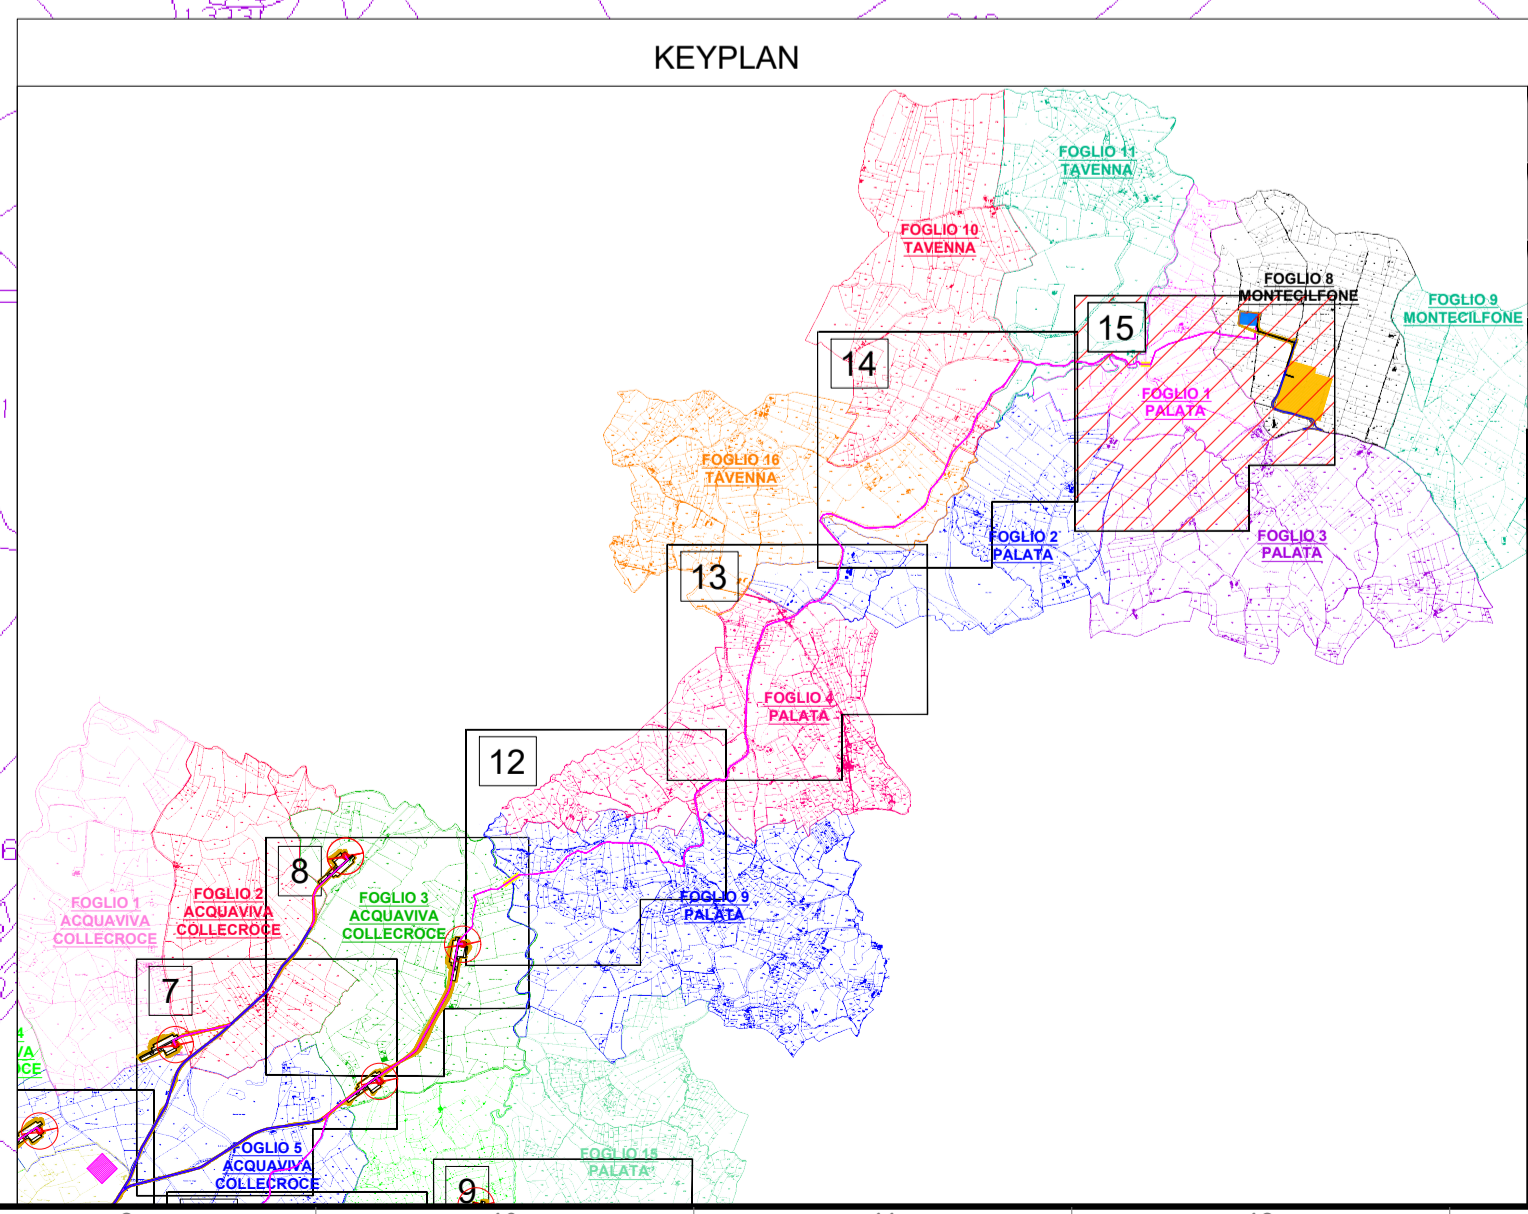 KEYPLAN
FOGLIO 11
TAVENNA
FOGLIO 10
TAVENNA
FOGLIO 8
MONTECILFONE
FOGLIO 9
MONTECILFONE
15
14
FOGLIO 1
PALATA
FOGLIO 16
TAVENNA
FOGLIO 2
PALATA
FOGLIO 3
PALATA
13
FOGLIO 4
PALATA
12
8
FOGLIO 2
ACQUAVIVA
COLLECROCE
FOGLIO 3
ACQUAVIVA
COLLECROCE
FOGLIO 1
ACQUAVIVA
COLLECROCE
FOGLIO 9
PALATA
7
4
VA
OCE
FOGLIO 5
ACQUAVIVA
COLLECROCE
FOGLIO 15
PALATA
9